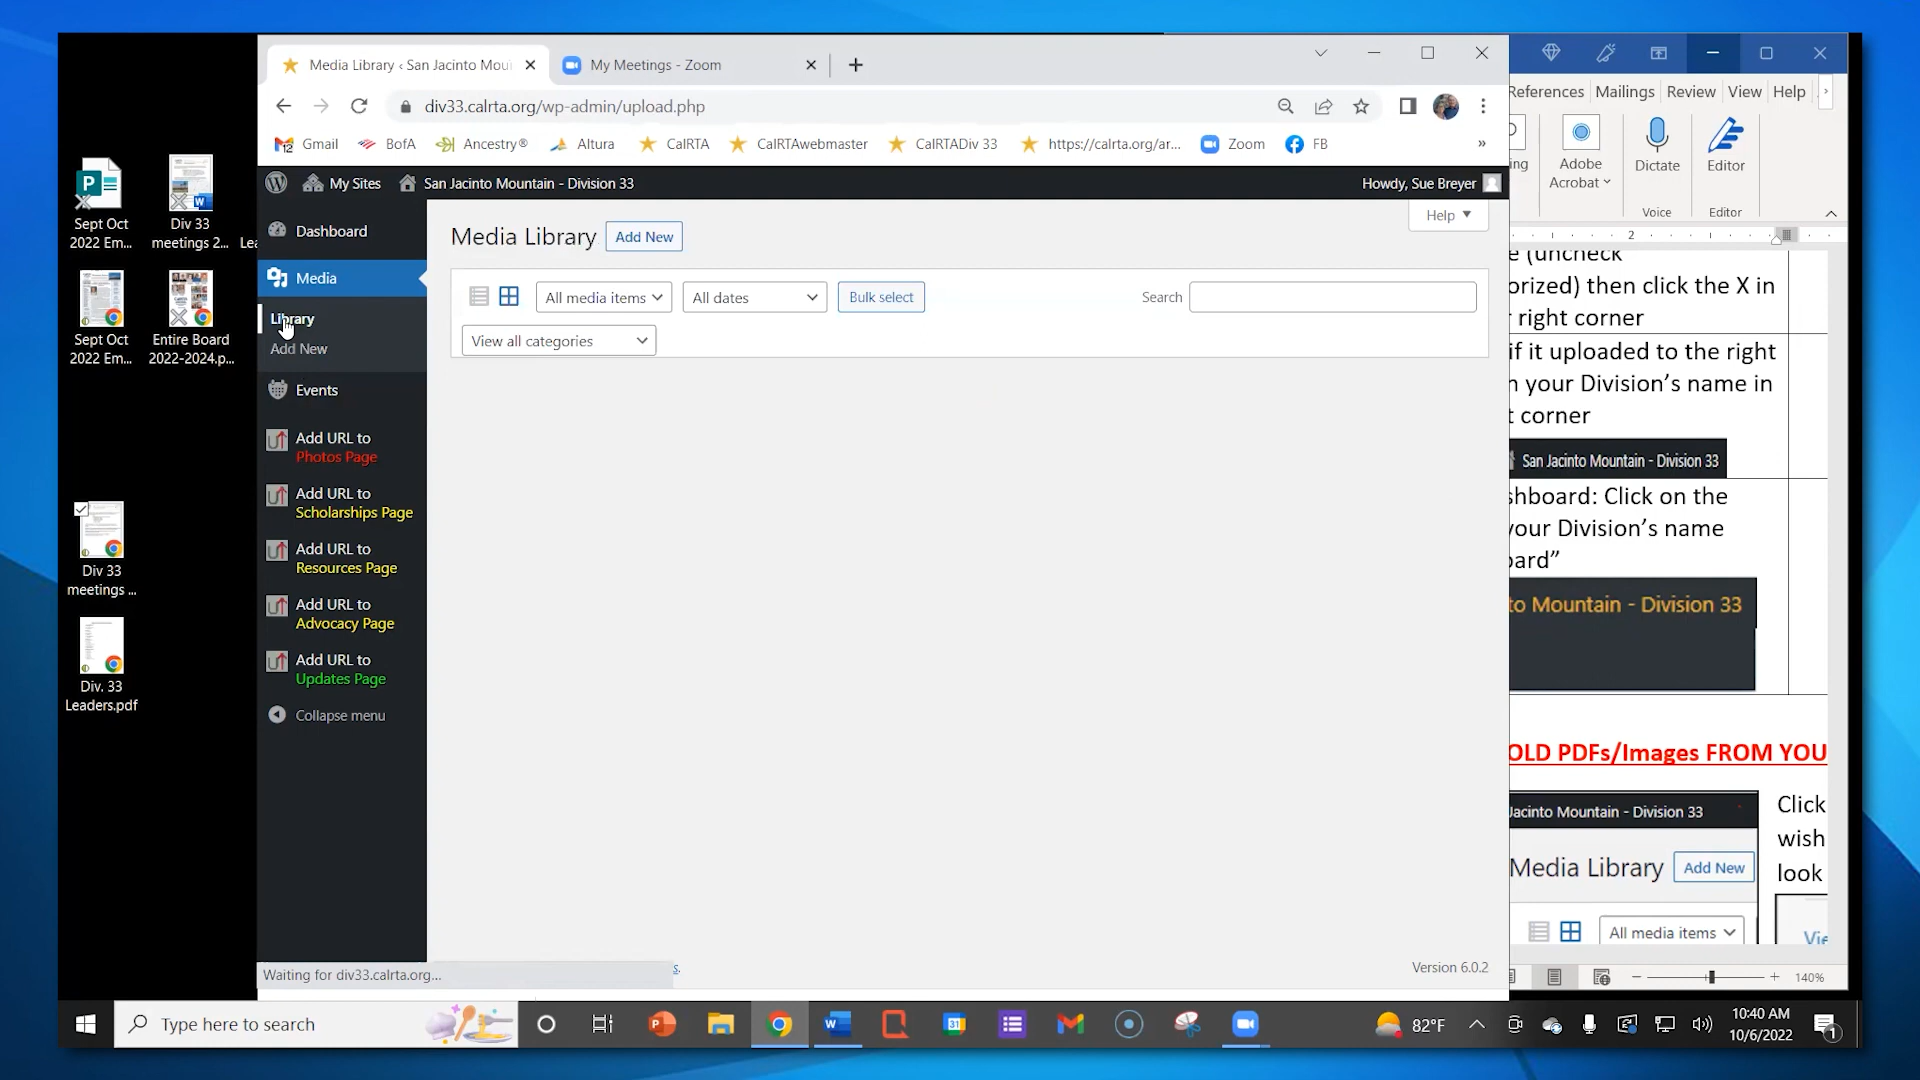 Media Library ‹ San Jacinto Mou
My Meetings - Zoom
div33.calrta.org/wp-admin/upload.php
Gmail
BofA
Ancestry®
Altura
CalRTA
CalRTAwebmaster
CalRTADiv 33
https://calrta.org/ar...
Zoom
FB
»
My Sites
San Jacinto Mountain - Division 33
Howdy, Sue Breyer
Help
Dashboard
Media
Library
Add New
Events
Add URL to
Photos Page
Add URL to
Scholarships Page
Add URL to
Resources Page
Add URL to
Advocacy Page
Add URL to
Updates Page
Collapse menu
Media Library
Add New
All media items
All dates
Bulk select
Search
View all categories
Version 6.0.2
Waiting for div33.calrta.org...
s.
Sept Oct
2022 Em...
Div 33
meetings 2...
Lea
Sept Oct
2022 Em...
Entire Board
2022-2024.p...
Div 33
meetings ...
Div. 33
Leaders.pdf
References
Mailings
Review
View
Help
ng
Adobe
Acrobat
Dictate
Editor
Voice
Editor
2
e (uncheck
orized) then click the X in
r right corner
if it uploaded to the right
n your Division's name in
t corner
San Jacinto Mountain - Division 33
shboard: Click on the
your Division's name
oard”
to Mountain - Division 33
OLD PDFs/Images FROM YOU
Jacinto Mountain - Division 33
Media Library
Add New
All media items
Click
wish
look
Vie
140%
Type here to search
82°F
10:40 AM
10/6/2022
1